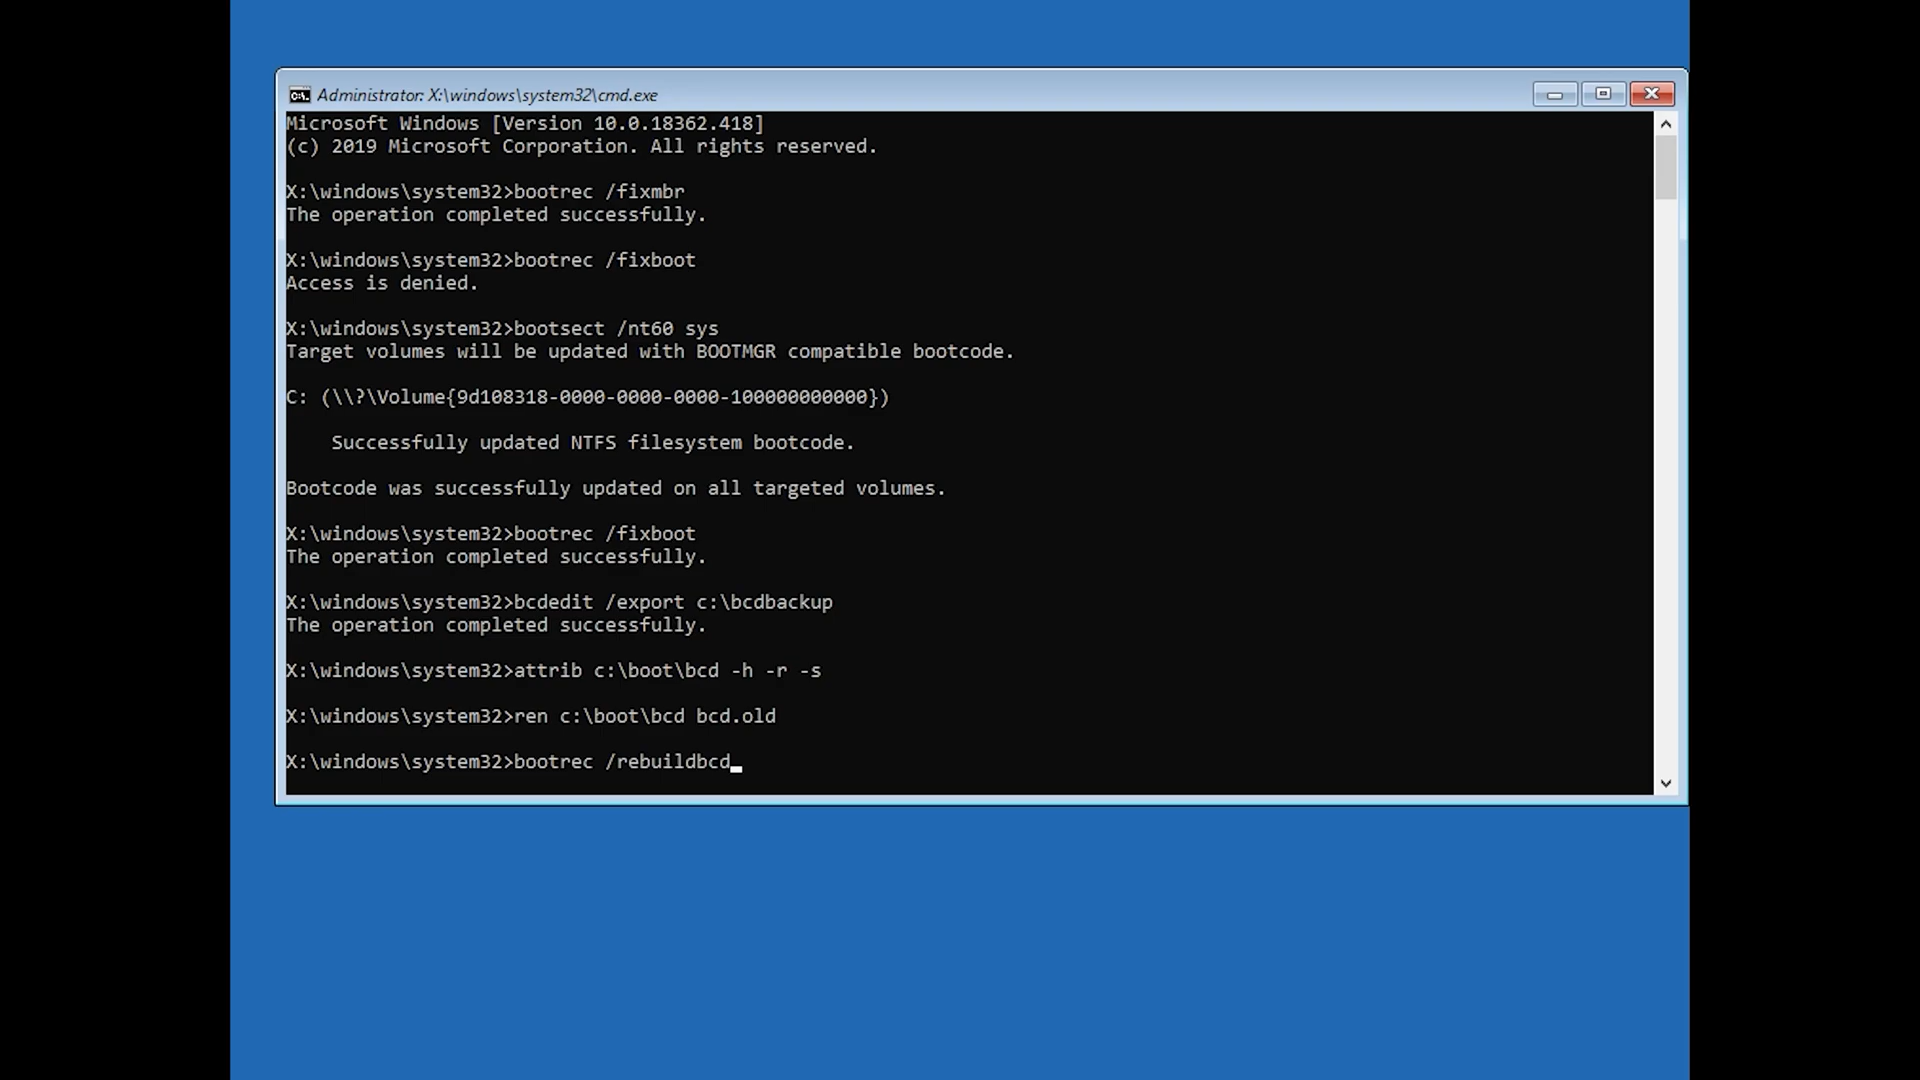 Administrator: X:\windows\system32\cmd.exe
Microsoft Windows [Version 10.0.18362.418]
(c) 2019 Microsoft Corporation. All rights reserved.
X:\windows\system32>bootrec /fixmbr
The operation completed successfully.
X:\windows\system32>bootrec /fixboot
Access is denied.
X:\windows\system32>bootsect /nt60 sys
Target volumes will be updated with BOOTMGR compatible bootcode.
C: (\\?\Volume{9d108318-0000-0000-0000-100000000000})
Successfully updated NTFS filesystem bootcode.
Bootcode was successfully updated on all targeted volumes.
X:\windows\system32>bootrec /fixboot
The operation completed successfully.
X:\windows\system32>bcdedit /export c:\bcdbackup
The operation completed successfully.
X:\windows\system32>attrib c:\boot\bcd -h -r -s
X:\windows\system32>ren c:\boot\bcd bcd.old
X:\windows\system32>bootrec /rebuildbcd